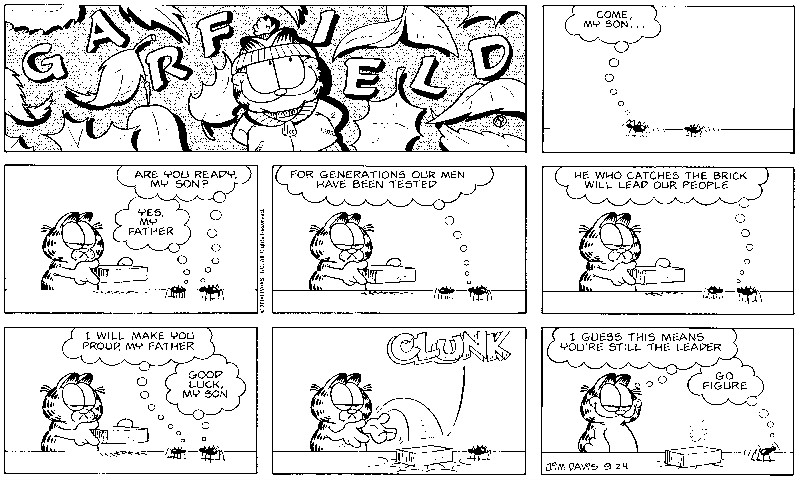 GARFIELD
COME,
MY SON...
ARE YOU READY,
MY SON?
YES,
MY
FATHER
FOR GENERATIONS OUR MEN
HAVE BEEN TESTED
HE WHO CATCHES THE BRICK
WILL LEAD OUR PEOPLE
I WILL MAKE YOU
PROUD, MY FATHER
GOOD
LUCK,
MY SON
CLUNK
I GUESS THIS MEANS
YOU'RE STILL THE LEADER
GO
FIGURE
JIM DAVIS 9-24